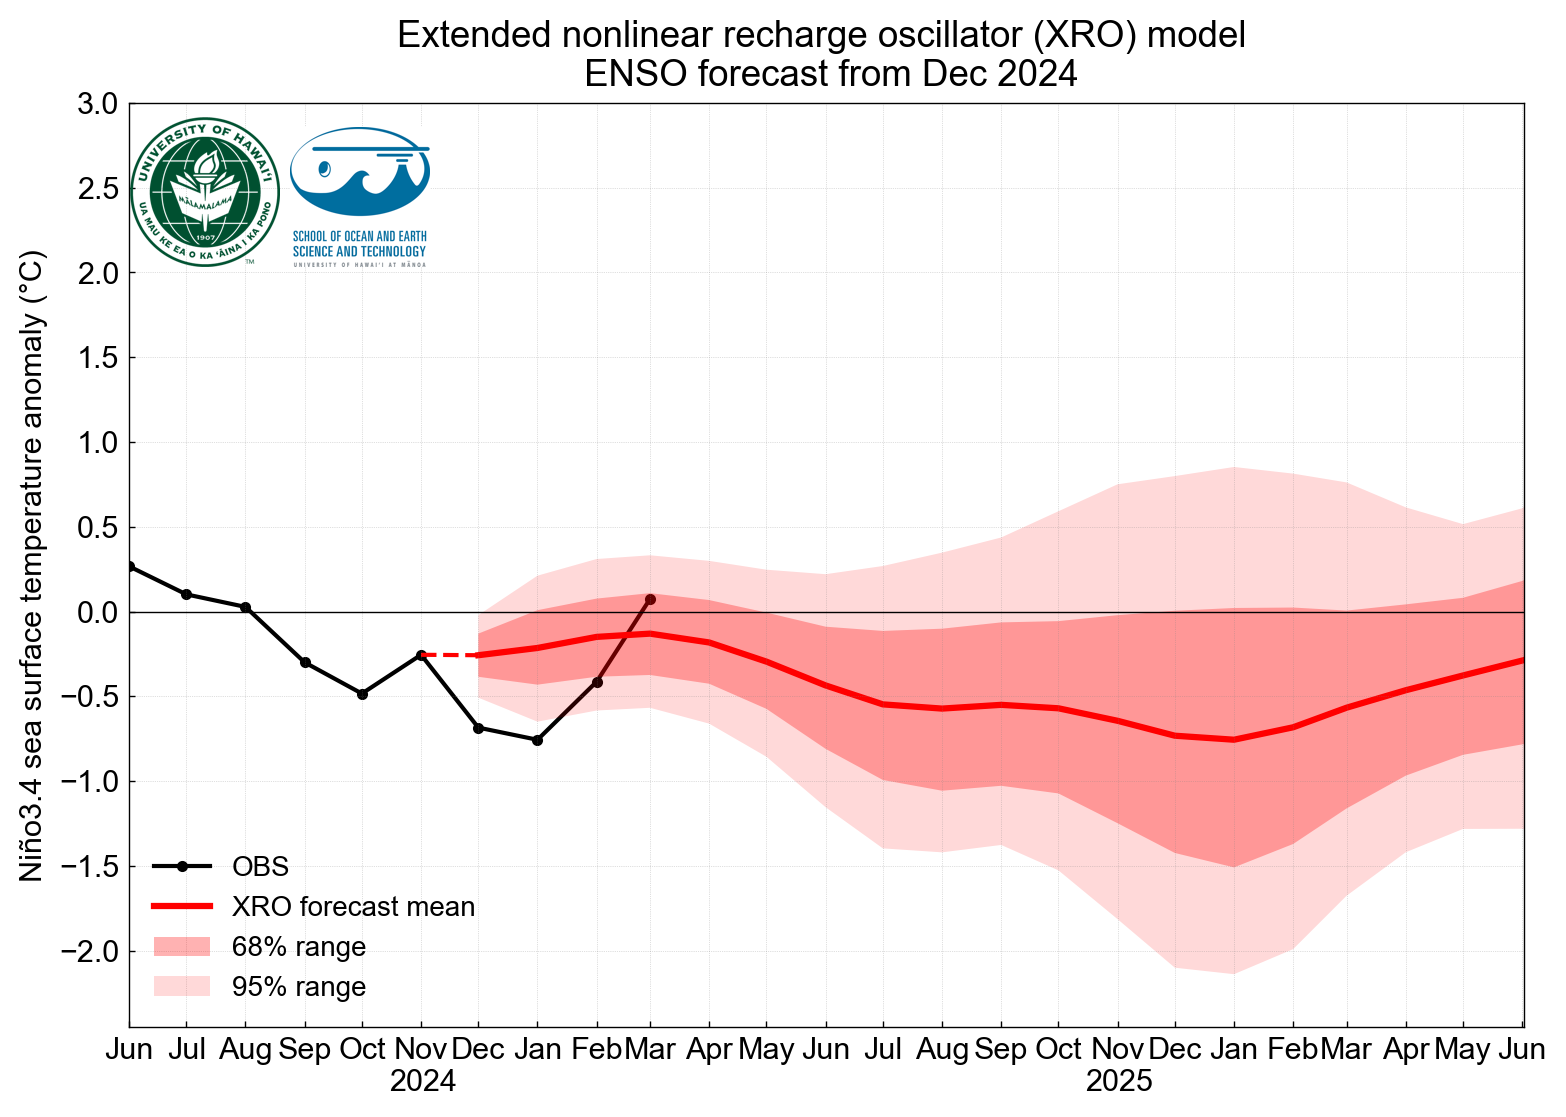 Extended nonlinear recharge oscillator (XRO) model
ENSO forecast from Dec 2024
UNIVERSITY OF HAWAI‘I
MĀLAMALAMA
1907
UA MAU KE EA O KA ‘ĀINA I KA PONO
TM
SCHOOL OF OCEAN AND EARTH
SCIENCE AND TECHNOLOGY
UNIVERSITY OF HAWAI‘I AT MĀNOA
Niño3.4 sea surface temperature anomaly (°C)
3.0
2.5
2.0
1.5
1.0
0.5
0.0
−0.5
−1.0
−1.5
−2.0
OBS
XRO forecast mean
68% range
95% range
Jun Jul Aug Sep Oct Nov Dec Jan Feb Mar Apr May Jun Jul Aug Sep Oct Nov Dec Jan Feb Mar Apr May Jun
2024 2025